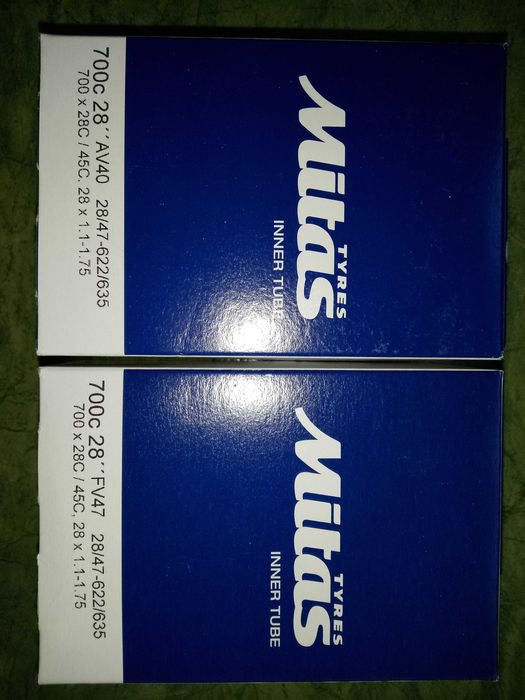 Mitas
TYRES
INNER TUBE
700c 28´´AV40 28/47-622/635
700 x 28C / 45C, 28 x 1.1-1.75
Mitas
TYRES
INNER TUBE
700c 28´´FV47 28/47-622/635
700 x 28C / 45C, 28 x 1.1-1.75